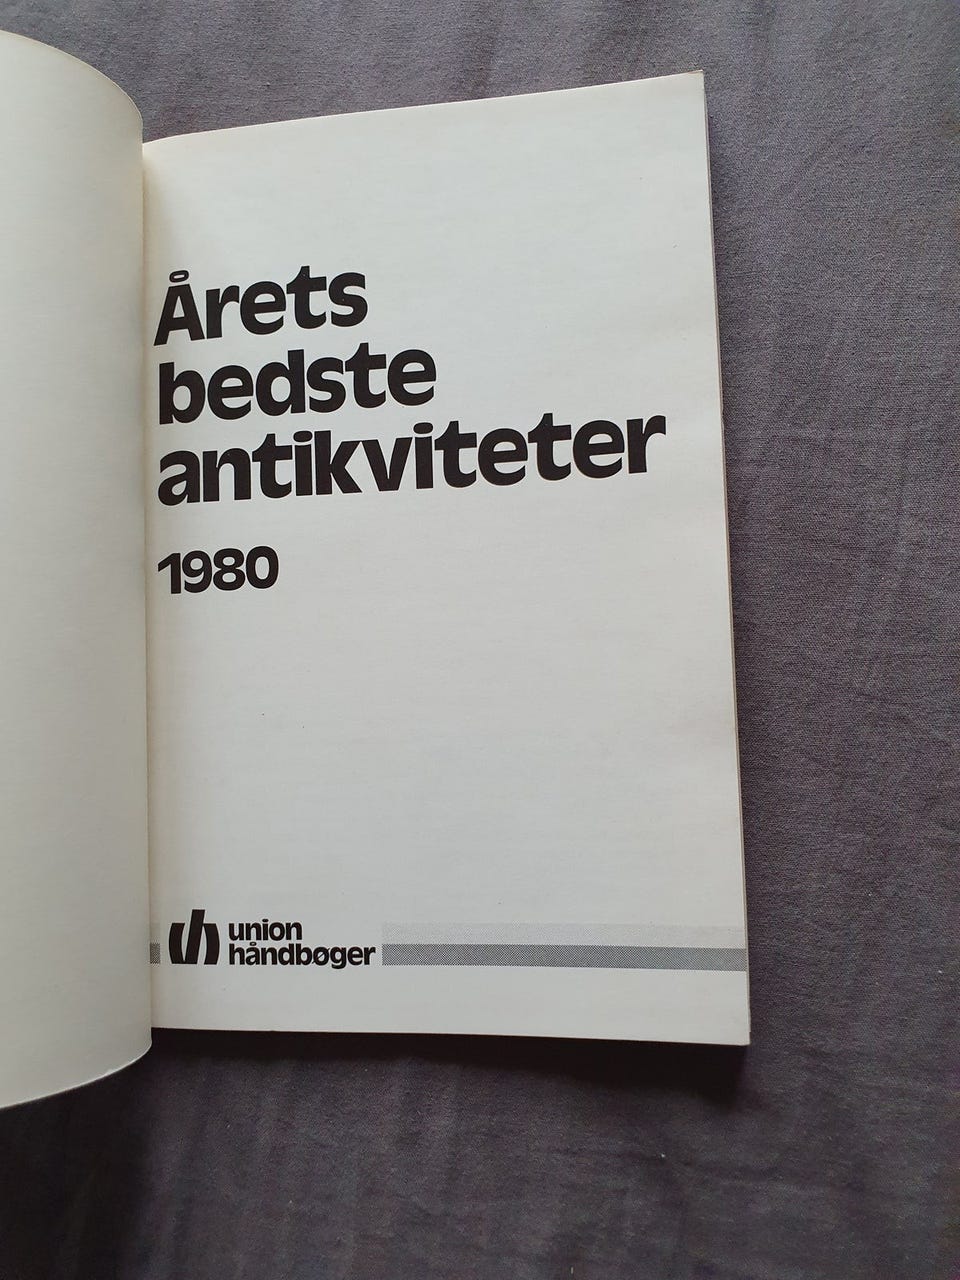 Årets
bedste
antikviteter
1980
union
håndbøger